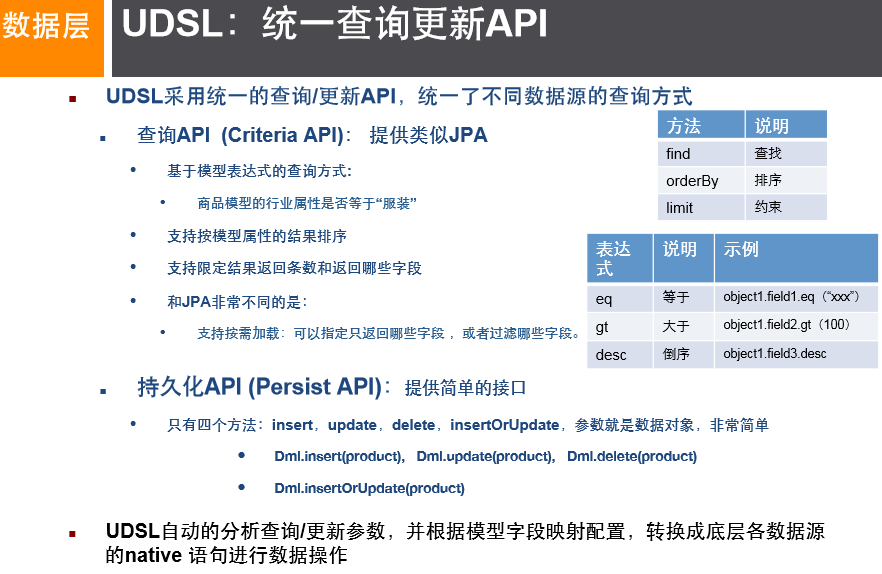 数据层
UDSL：统一查询更新API
UDSL采用统一的查询/更新API，统一了不同数据源的查询方式
查询API（Criteria API)： 提供类似JPA
基于模型表达式的查询方式:
商品模型的行业属性是否等于“服装”
支持按模型属性的结果排序
支持限定结果返回条数和返回哪些字段
和JPA非常不同的是：
支持按需加载：可以指定只返回哪些字段 ，或者过滤哪些字段。
方法 说明
find 查找
orderBy 排序
limit 约束
表达式 说明 示例
eq 等于 object1.field1.eq（“xxx”）
gt 大于 object1.field2.gt（100）
desc 倒序 object1.field3.desc
持久化API (Persist API)：提供简单的接口
只有四个方法：insert，update，delete，insertOrUpdate，参数就是数据对象，非常简单
Dml.insert(product)，Dml.update(product)，Dml.delete(product)
Dml.insertOrUpdate(product)
UDSL自动的分析查询/更新参数，并根据模型字段映射配置，转换成底层各数据源
的native 语句进行数据操作